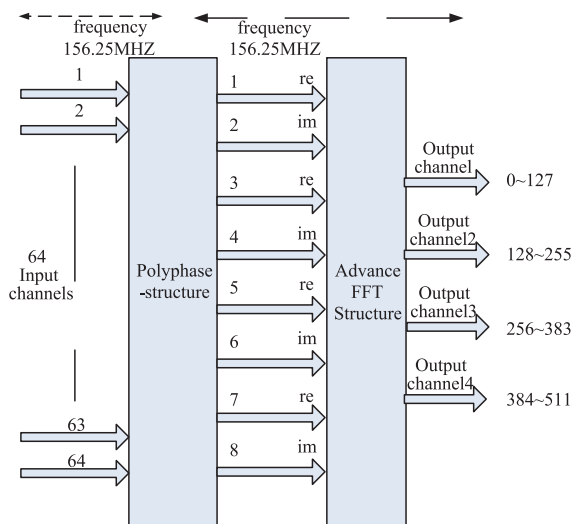 frequency
156.25MHZ
frequency
156.25MHZ
1
2
64
Input
channels
63
64
Polyphase
-structure
1 re
2 im
3 re
4 im
5 re
6 im
7 re
8 im
Advance
FFT
Structure
Output
channel
0~127
Output
channel2
128~255
Output
channel3
256~383
Output
channel4
384~511